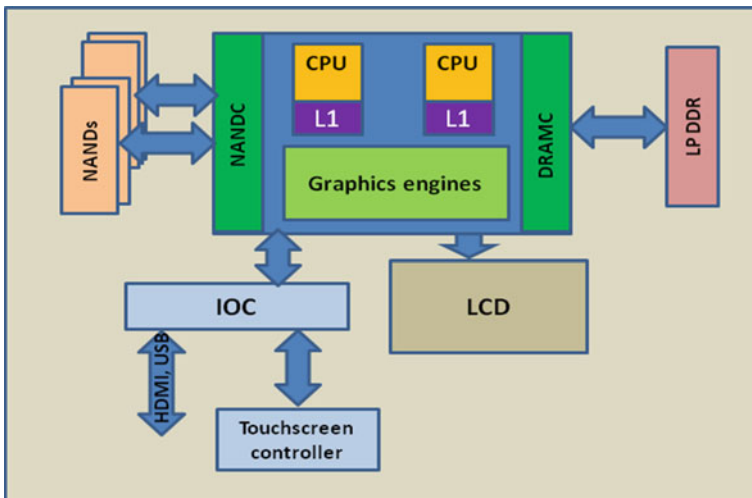 CPU
CPU
L1
L1
NANDs
NANDC
Graphics engines
DRAMC
LP DDR
IOC
LCD
HDMI, USB
Touchscreen
controller